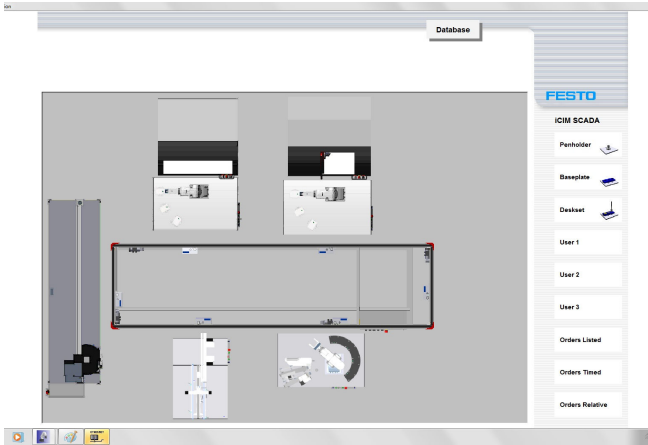 Database
FESTO
iCIM SCADA
Penholder
Baseplate
Deskset
User 1
User 2
User 3
Orders Listed
Orders Timed
Orders Relative